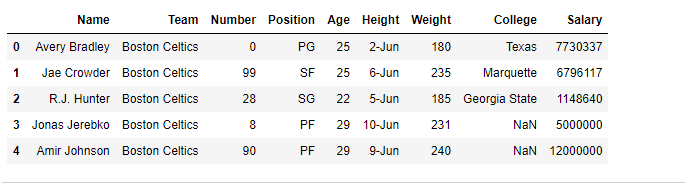 Name Team Number Position Age Height Weight College Salary
0 Avery Bradley Boston Celtics 0 PG 25 2-Jun 180 Texas 7730337
1 Jae Crowder Boston Celtics 99 SF 25 6-Jun 235 Marquette 6796117
2 R.J. Hunter Boston Celtics 28 SG 22 5-Jun 185 Georgia State 1148640
3 Jonas Jerebko Boston Celtics 8 PF 29 10-Jun 231 NaN 5000000
4 Amir Johnson Boston Celtics 90 PF 29 9-Jun 240 NaN 12000000